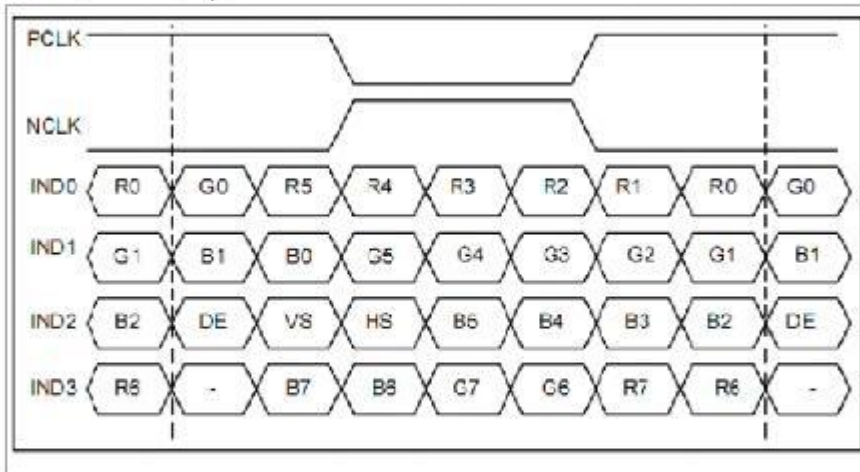 PCLK
NCLK
IND0 R0 G0 R5 R4 R3 R2 R1 R0 G0
IND1 G1 B1 B0 G5 G4 G3 G2 G1 B1
IND2 B2 DE VS HS B5 B4 B3 B2 DE
IND3 R6 - B7 B6 G7 G6 R7 R6 -